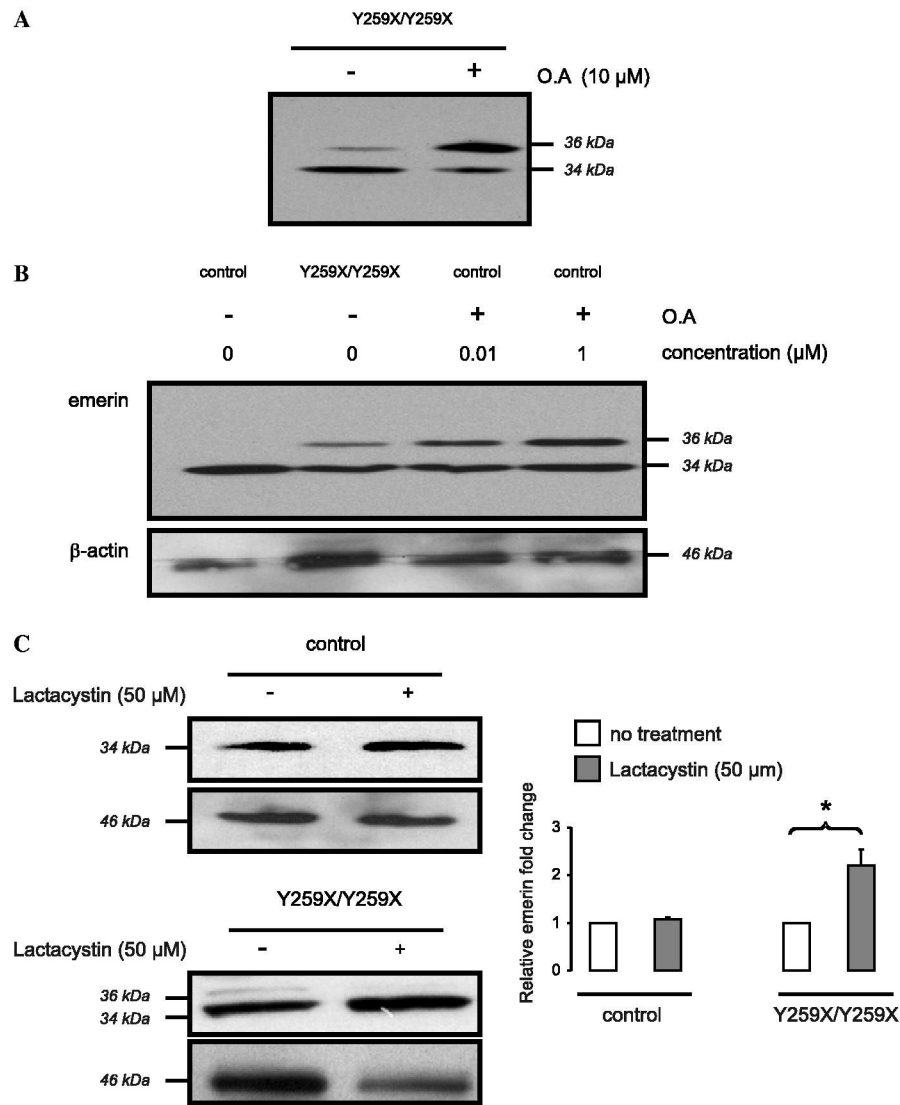 A
Y259X/Y259X
- +
O.A (10 µM)
36 kDa
34 kDa
B
control Y259X/Y259X control control
- - + + O.A
0 0 0.01 1 concentration (µM)
emerin
36 kDa
34 kDa
β-actin
46 kDa
C
control
Lactacystin (50 µM) - +
34 kDa
46 kDa
Y259X/Y259X
Lactacystin (50 µM) - +
36 kDa
34 kDa
46 kDa
no treatment
Lactacystin (50 µm)
Relative emerin fold change
3
2
1
0
*
control
Y259X/Y259X